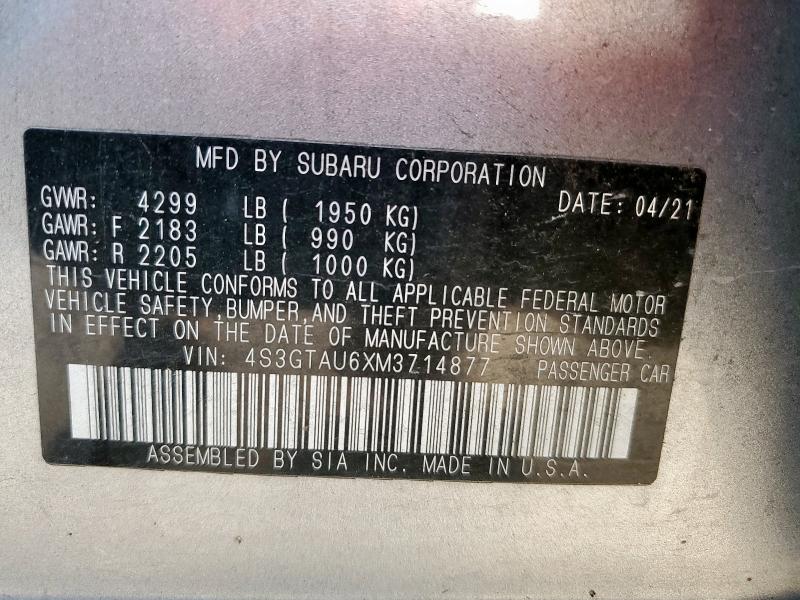 MFD BY SUBARU CORPORATION
GVWR: 4299 LB ( 1950 KG) DATE: 04/21
GAWR: F 2183 LB ( 990 KG)
GAWR: R 2205 LB ( 1000 KG)
THIS VEHICLE CONFORMS TO ALL APPLICABLE FEDERAL MOTOR
VEHICLE SAFETY, BUMPER, AND THEFT PREVENTION STANDARDS
IN EFFECT ON THE DATE OF MANUFACTURE SHOWN ABOVE.
VIN: 4S3GTAU6XM3714877 PASSENGER CAR
ASSEMBLED BY SIA INC. MADE IN U.S.A.